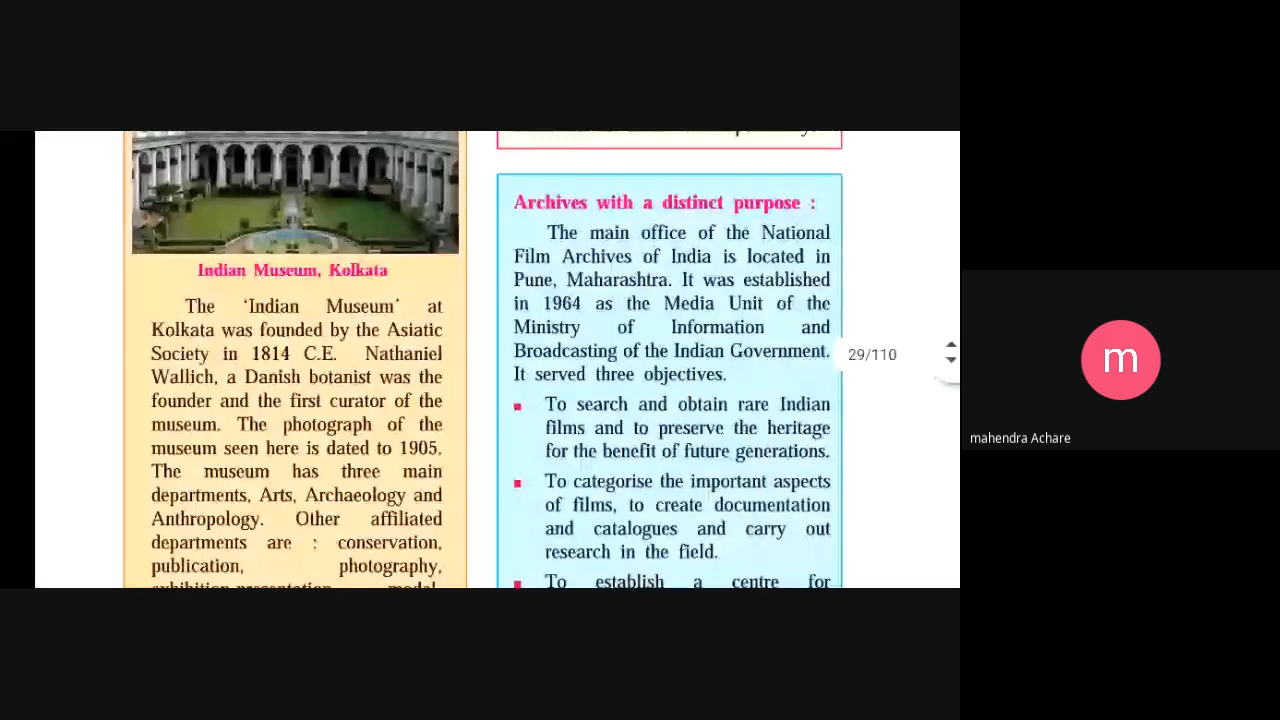 Indian Museum, Kolkata
The 'Indian Museum' at
Kolkata was founded by the Asiatic
Society in 1814 C.E. Nathaniel
Wallich, a Danish botanist was the
founder and the first curator of the
museum. The photograph of the
museum seen here is dated to 1905.
The museum has three main
departments, Arts, Archaeology and
Anthropology. Other affiliated
departments are : conservation,
publication, photography,
Archives with a distinct purpose :
The main office of the National
Film Archives of India is located in
Pune, Maharashtra. It was established
in 1964 as the Media Unit of the
Ministry of Information and
Broadcasting of the Indian Government.
It served three objectives.
To search and obtain rare Indian
films and to preserve the heritage
for the benefit of future generations.
To categorise the important aspects
of films, to create documentation
and catalogues and carry out
research in the field.
To establish a centre for
29/110
m
mahendra Achare